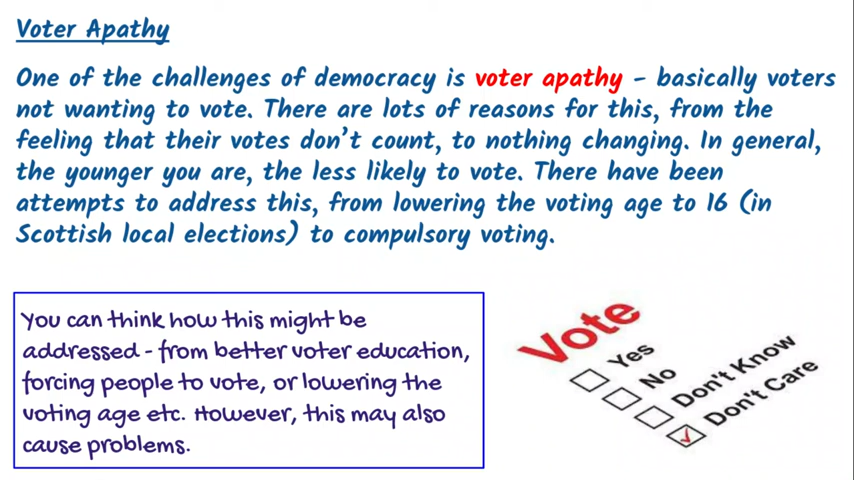 Voter Apathy
One of the challenges of democracy is voter apathy - basically voters
not wanting to vote. There are lots of reasons for this, from the
feeling that their votes don't count, to nothing changing. In general,
the younger you are, the less likely to vote. There have been
attempts to address this, from lowering the voting age to 16 (in
Scottish local elections) to compulsory voting.
You can think how this might be
addressed - from better voter education,
forcing people to vote, or lowering the
voting age etc. However, this may also
cause problems.
Vote
Yes
No
Don't Know
Don't Care